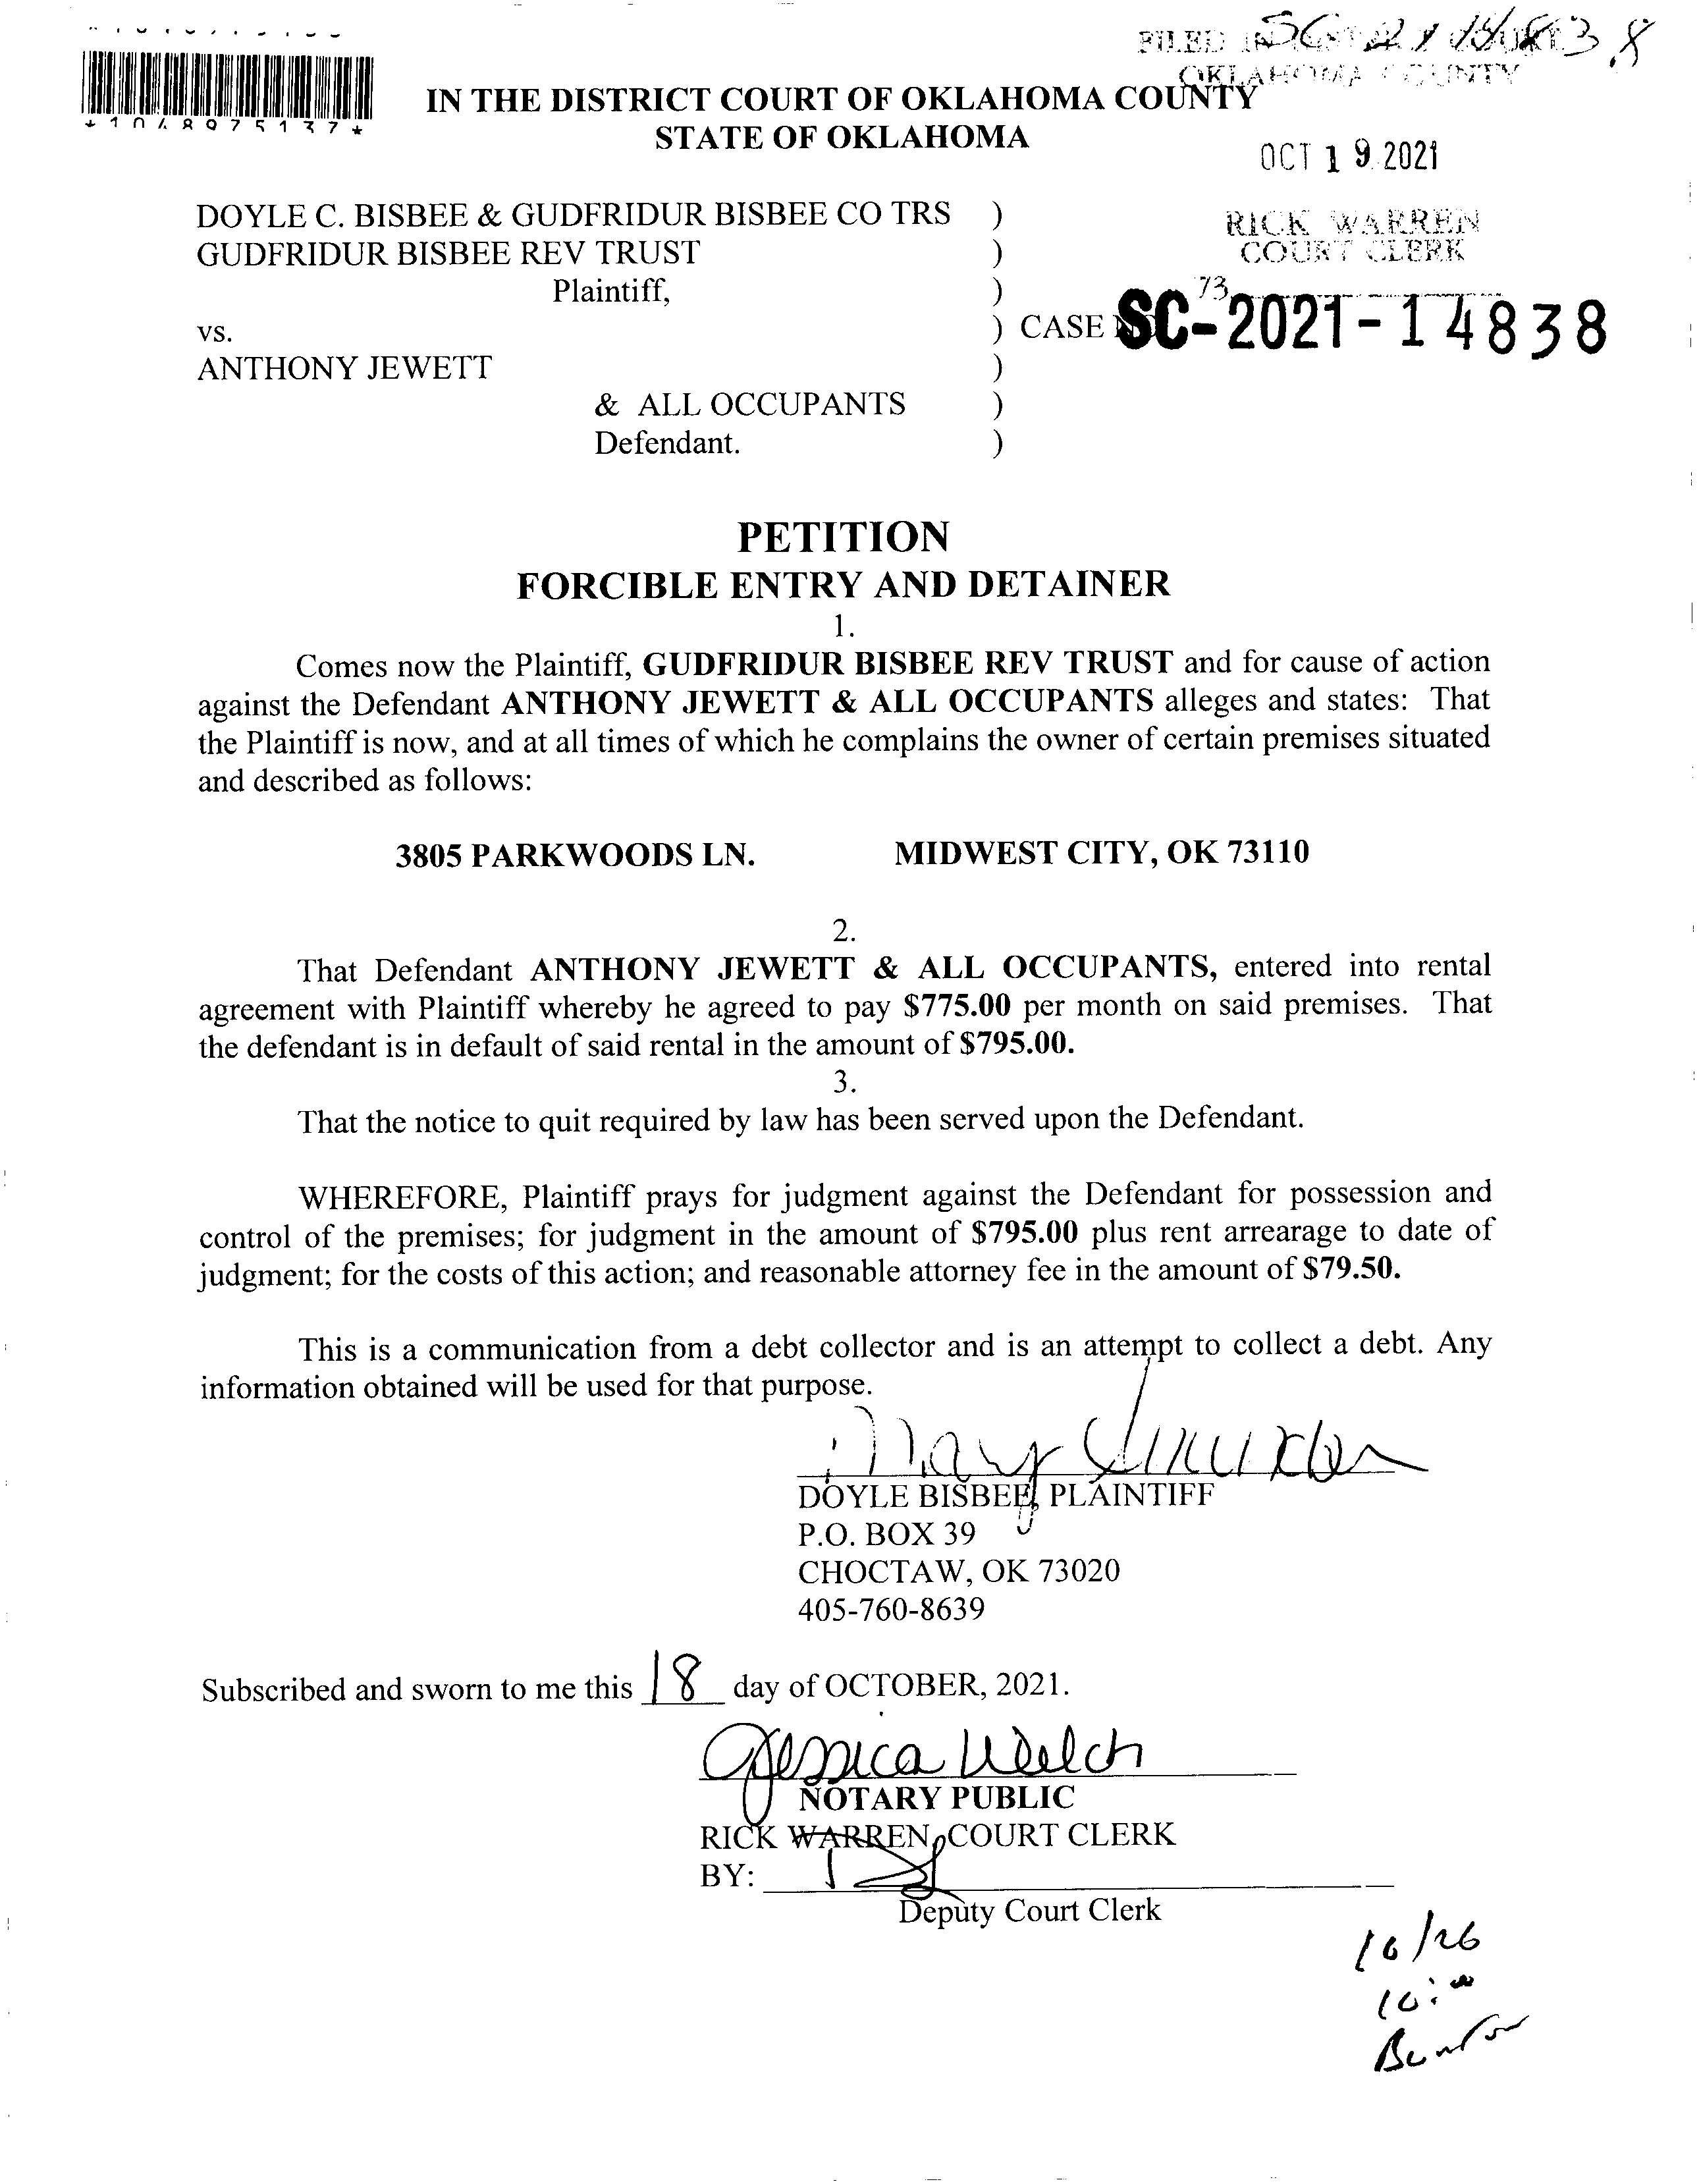 SC 21 14838
FILED IN DISTRICT COURT
OKLAHOMA COUNTY
*1048975137*
IN THE DISTRICT COURT OF OKLAHOMA COUNTY
STATE OF OKLAHOMA
OCT 19 2021
DOYLE C. BISBEE & GUDFRIDUR BISBEE CO TRS )
GUDFRIDUR BISBEE REV TRUST )
RICK WARREN
COURT CLERK
Plaintiff, )
73
vs. ) CASE SC-2021-14838
ANTHONY JEWETT )
& ALL OCCUPANTS )
Defendant. )
PETITION
FORCIBLE ENTRY AND DETAINER
1.
Comes now the Plaintiff, GUDFRIDUR BISBEE REV TRUST and for cause of action
against the Defendant ANTHONY JEWETT & ALL OCCUPANTS alleges and states: That
the Plaintiff is now, and at all times of which he complains the owner of certain premises situated
and described as follows:
3805 PARKWOODS LN. MIDWEST CITY, OK 73110
2.
That Defendant ANTHONY JEWETT & ALL OCCUPANTS, entered into rental
agreement with Plaintiff whereby he agreed to pay $775.00 per month on said premises. That
the defendant is in default of said rental in the amount of $795.00.
3.
That the notice to quit required by law has been served upon the Defendant.
WHEREFORE, Plaintiff prays for judgment against the Defendant for possession and
control of the premises; for judgment in the amount of $795.00 plus rent arrearage to date of
judgment; for the costs of this action; and reasonable attorney fee in the amount of $79.50.
This is a communication from a debt collector and is an attempt to collect a debt. Any
information obtained will be used for that purpose.
DOYLE BISBEE, PLAINTIFF
P.O. BOX 39
CHOCTAW, OK 73020
405-760-8639
Subscribed and sworn to me this 18 day of OCTOBER, 2021.
Jessica Welch
NOTARY PUBLIC
RICK WARREN, COURT CLERK
BY:
Deputy Court Clerk
10/26
10:00